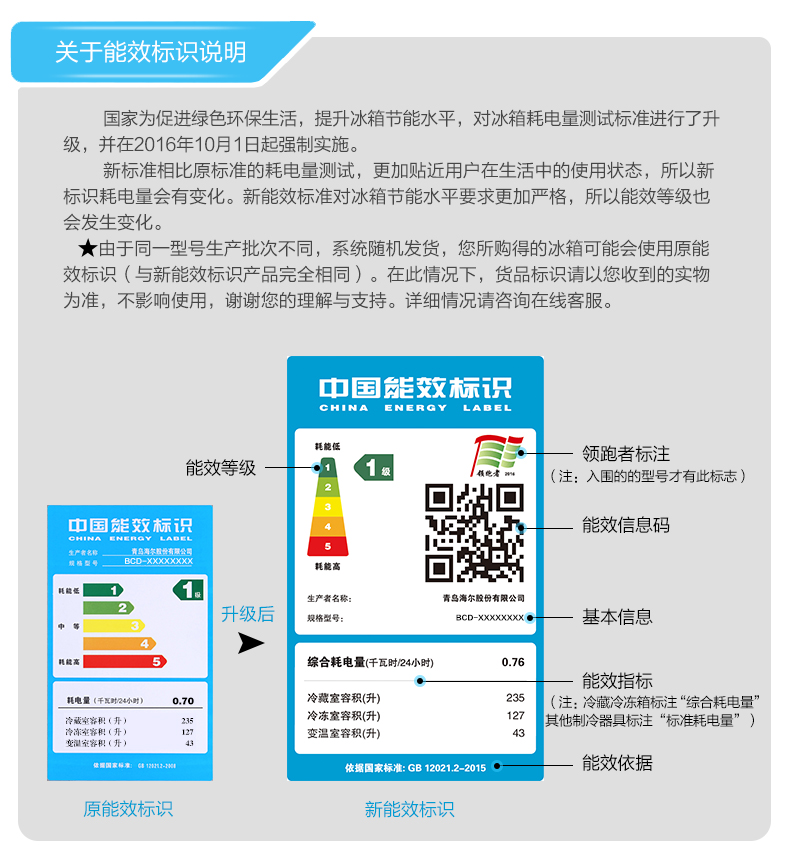 关于能效标识说明
国家为促进绿色环保生活，提升冰箱节能水平，对冰箱耗电量测试标准进行了升
级，并在2016年10月1日起强制实施。
新标准相比原标准的耗电量测试，更加贴近用户在生活中的使用状态，所以新
标识耗电量会有变化。新能效标准对冰箱节能水平要求更加严格，所以能效等级也
会发生变化。
★由于同一型号生产批次不同，系统随机发货，您所购得的冰箱可能会使用原能
效标识（与新能效标识产品完全相同）。在此情况下，货品标识请以您收到的实物
为准，不影响使用，谢谢您的理解与支持。详细情况请咨询在线客服。
中国能效标识
CHINA ENERGY LABEL
生产者名称 青岛海尔股份有限公司
规格型号 BCD-XXXXXXXX
耗能低 1 1级
2
中等 3
4
耗能高 5
耗电量（千瓦时/24小时） 0.70
冷藏室容积（升） 235
冷冻室容积（升） 127
变温室容积（升） 43
依据国家标准: GB 12021.2-2008
原能效标识
升级后
中国能效标识
CHINA ENERGY LABEL
耗能低
1 1级
2
3
4
5
耗能高
领跑者 2016
生产者名称: 青岛海尔股份有限公司
规格型号: BCD-XXXXXXXX
综合耗电量(千瓦时/24小时) 0.76
冷藏室容积(升) 235
冷冻室容积(升) 127
变温室容积(升) 43
依据国家标准: GB 12021.2-2015
新能效标识
能效等级
领跑者标注
（注：入围的的型号才有此标志）
能效信息码
基本信息
能效指标
（注：冷藏冷冻箱标注“综合耗电量”
其他制冷器具标注“标准耗电量”）
能效依据